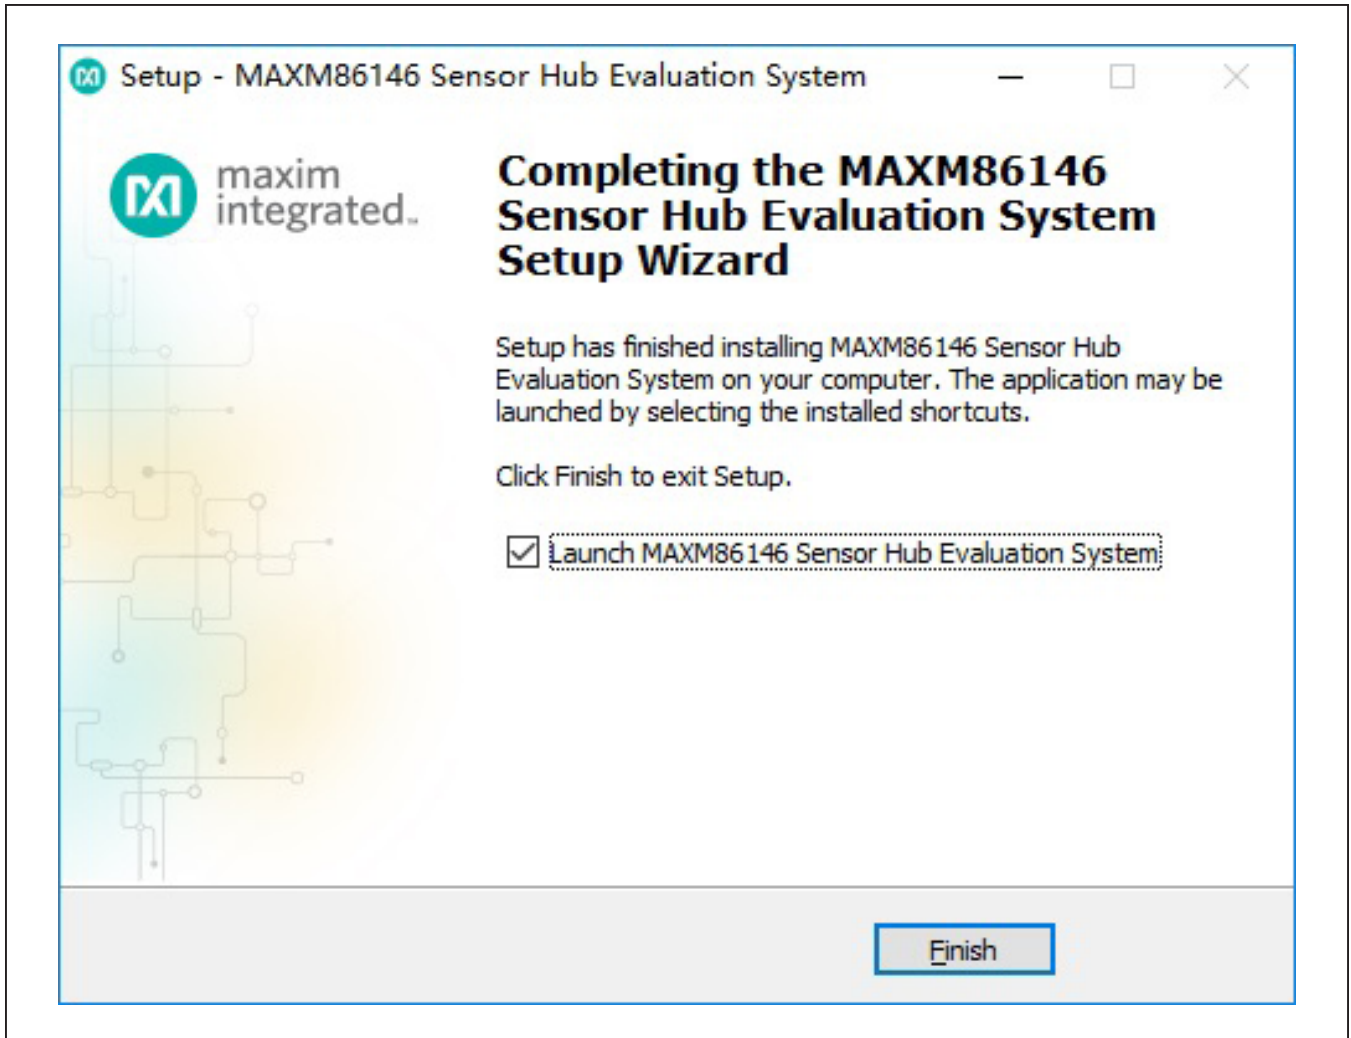 Setup - MAXM86146 Sensor Hub Evaluation System
maxim
integrated™
Completing the MAXM86146
Sensor Hub Evaluation System
Setup Wizard
Setup has finished installing MAXM86146 Sensor Hub
Evaluation System on your computer. The application may be
launched by selecting the installed shortcuts.
Click Finish to exit Setup.
Launch MAXM86146 Sensor Hub Evaluation System
Finish